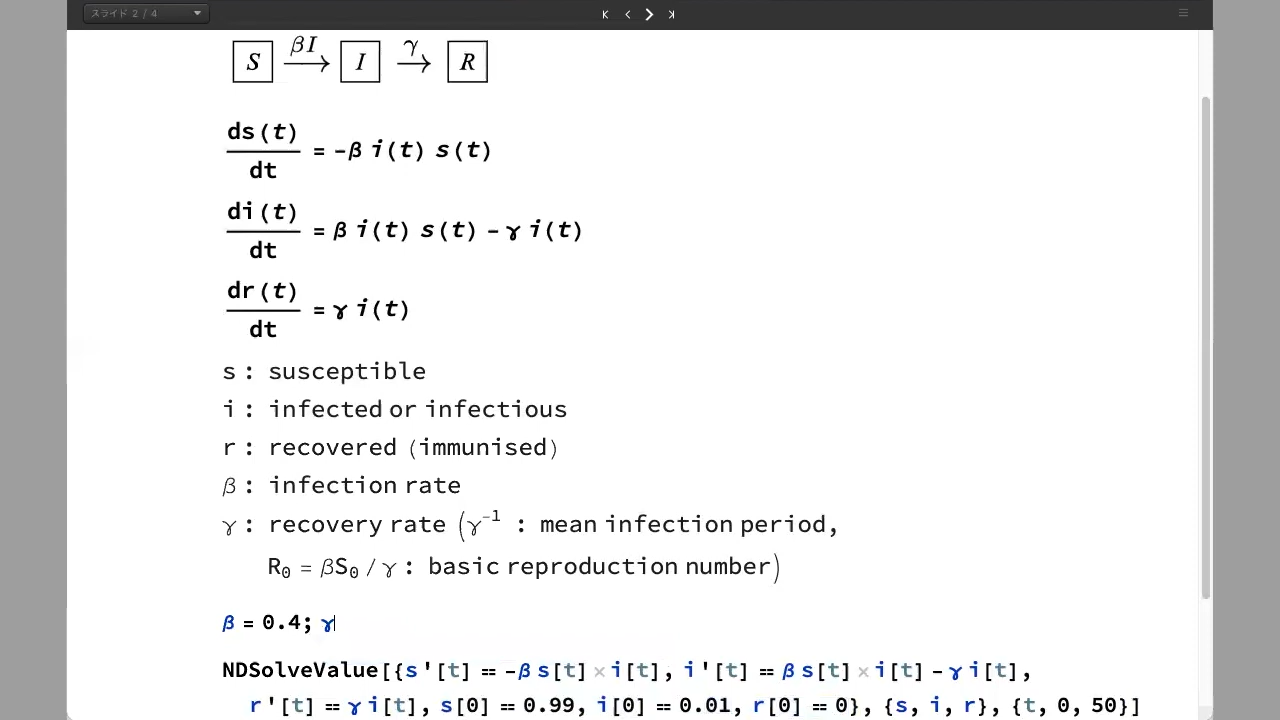 スライド 2 / 4
S βI I γ R
ds(t)/dt = -β i(t) s(t)
di(t)/dt = β i(t) s(t) - γ i(t)
dr(t)/dt = γ i(t)
s : susceptible
i : infected or infectious
r : recovered (immunised)
β : infection rate
γ : recovery rate (γ⁻¹ : mean infection period,
R₀ = βS₀ / γ : basic reproduction number)
β = 0.4; γ
NDSolveValue[{s'[t] == -β s[t] × i[t], i'[t] == β s[t] × i[t] - γ i[t],
r'[t] == γ i[t], s[0] == 0.99, i[0] == 0.01, r[0] == 0}, {s, i, r}, {t, 0, 50}]